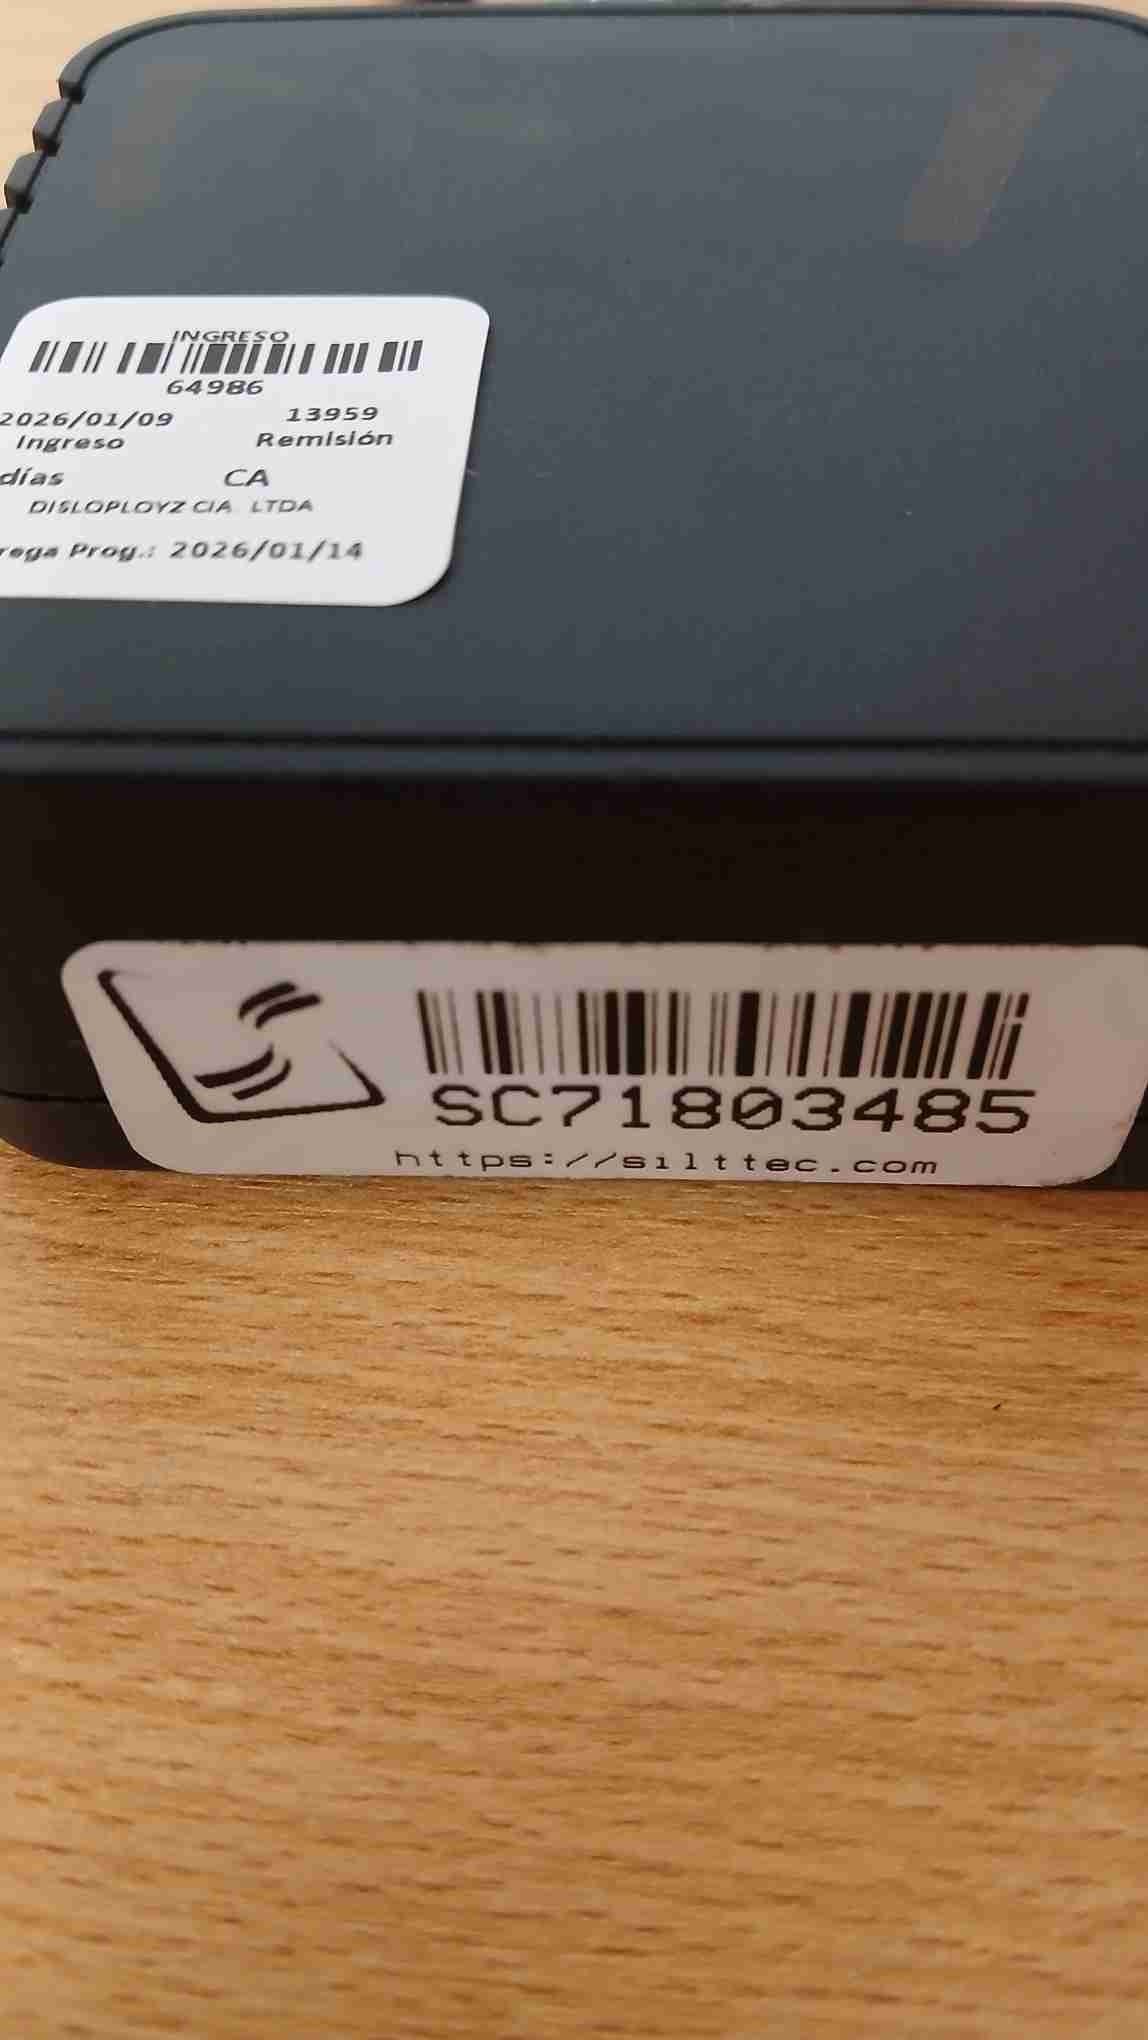 INGRESO
64986
2026/01/09 13959
Ingreso Remisión
días CA
DISLOPLOYZ CIA. LTDA
rega Prog.: 2026/01/14
SC71803485
https://silttec.com